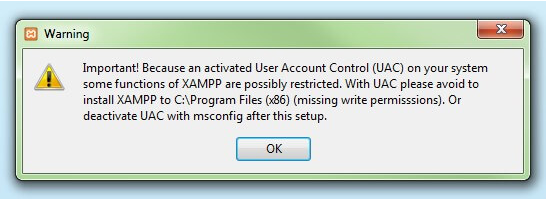 Warning
Important! Because an activated User Account Control (UAC) on your system
some functions of XAMPP are possibly restricted. With UAC please avoid to
install XAMPP to C:\Program Files (x86) (missing write permisssions). Or
deactivate UAC with msconfig after this setup.
OK